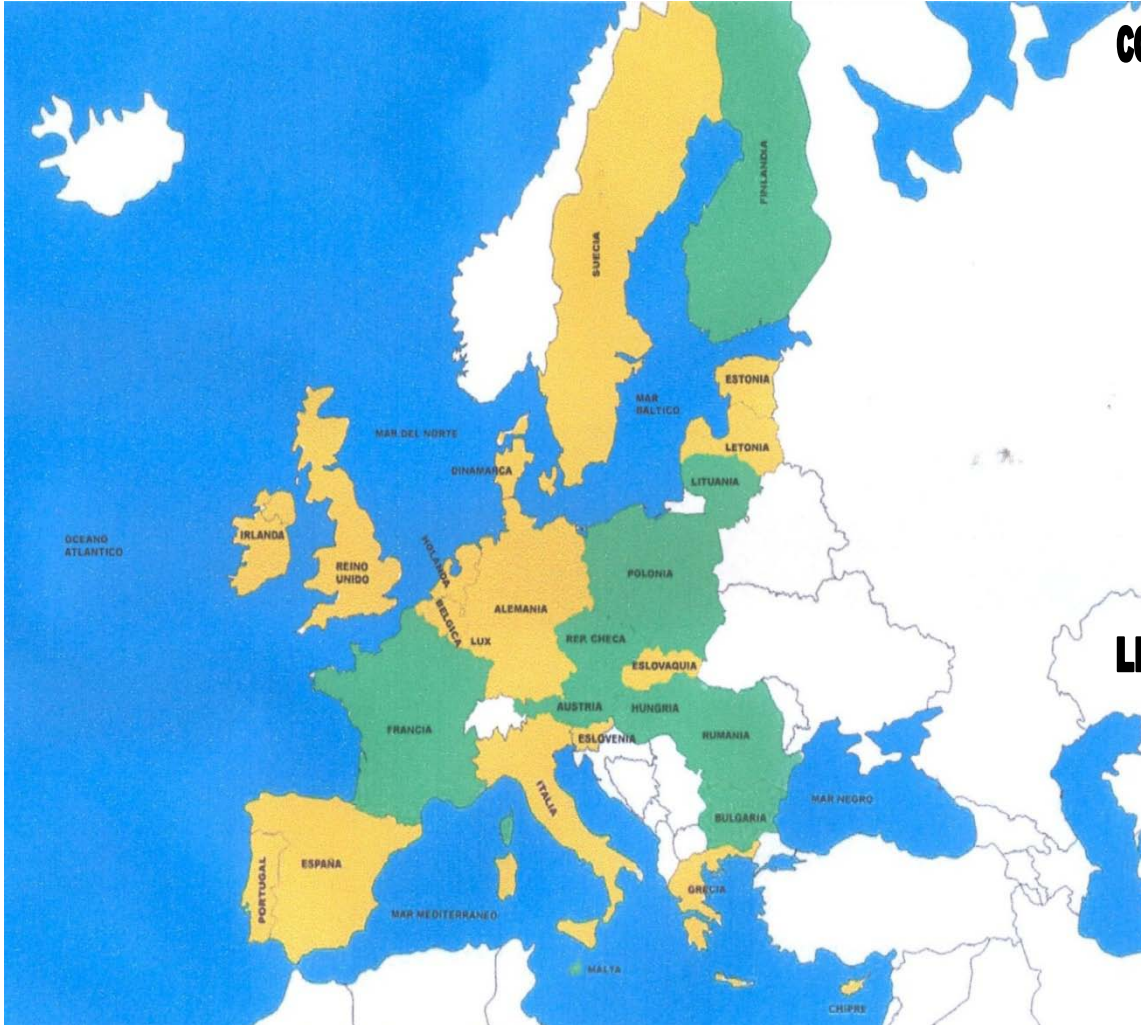 CO
FINLANDIA
SUECIA
ESTONIA
MAR
BALTICO
MAR DEL NORTE
LETONIA
DINAMARCA
LITUANIA
OCEANO
ATLANTICO
IRLANDA
REINO
UNIDO
HOLANDA
POLONIA
BELGICA
ALEMANIA
LUX
REP. CHECA
ESLOVAQUIA
LI
AUSTRIA
HUNGRIA
FRANCIA
ESLOVENIA
RUMANIA
ITALIA
MAR NEGRO
BULGARIA
ESPAÑA
PORTUGAL
GRECIA
MAR MEDITERRANEO
MALTA
CHIPRE